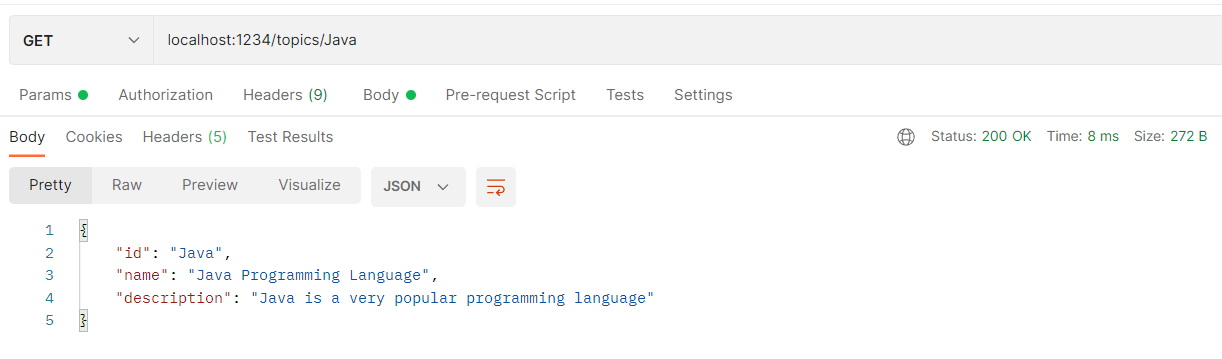 GET localhost:1234/topics/Java
Params Authorization Headers (9) Body Pre-request Script Tests Settings
Body Cookies Headers (5) Test Results Status: 200 OK Time: 8 ms Size: 272 B
Pretty Raw Preview Visualize JSON
1 {
2 "id": "Java",
3 "name": "Java Programming Language",
4 "description": "Java is a very popular programming language"
5 }